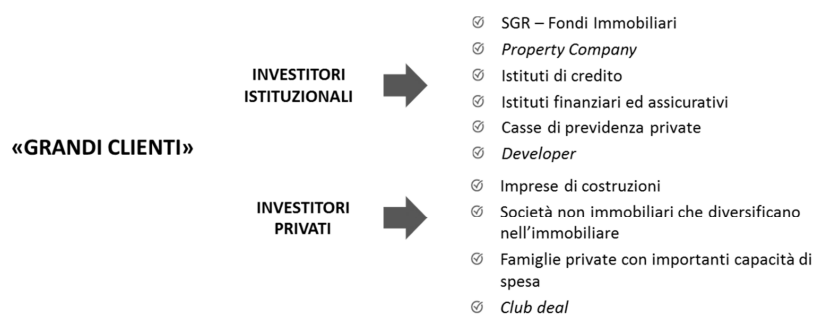 «GRANDI CLIENTI»
INVESTITORI
ISTITUZIONALI
SGR – Fondi Immobiliari
Property Company
Istituti di credito
Istituti finanziari ed assicurativi
Casse di previdenza private
Developer
INVESTITORI
PRIVATI
Imprese di costruzioni
Società non immobiliari che diversificano
nell'immobiliare
Famiglie private con importanti capacità di
spesa
Club deal